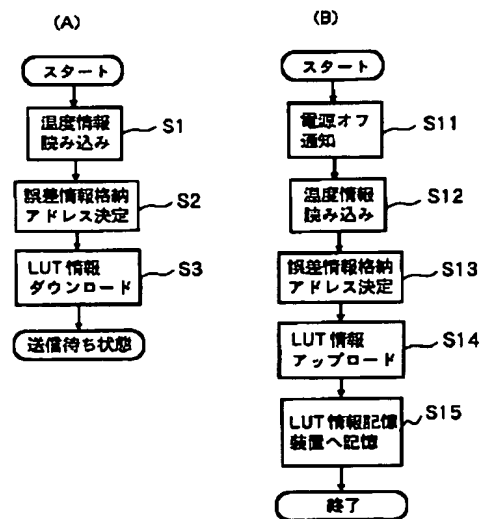 (A)
スタート
温度情報
読み込み
S1
誤差情報格納
アドレス決定
S2
LUT情報
ダウンロード
S3
送信待ち状態
(B)
スタート
電源オフ
通知
S11
温度情報
読み込み
S12
誤差情報格納
アドレス決定
S13
LUT情報
アップロード
S14
LUT情報記憶
装置へ記憶
S15
終了